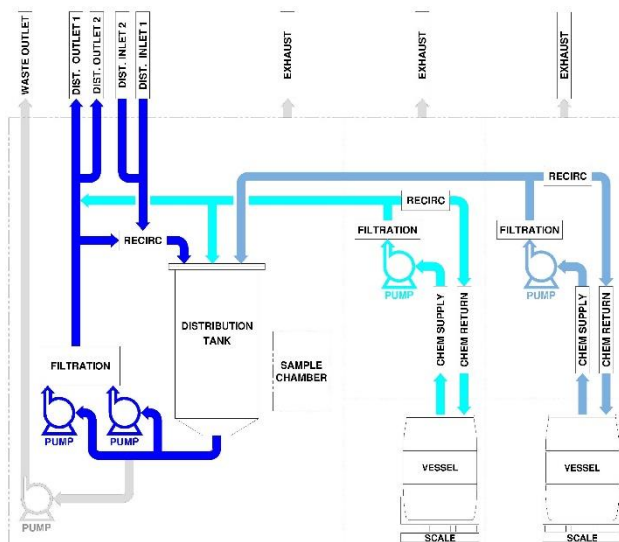 WASTE OUTLET
DIST. OUTLET 1
DIST. OUTLET 2
DIST. INLET 2
DIST. INLET 1
EXHAUST
EXHAUST
EXHAUST
RECIRC
RECIRC
FILTRATION
FILTRATION
RECIRC
PUMP
PUMP
CHEM SUPPLY
CHEM RETURN
CHEM SUPPLY
CHEM RETURN
DISTRIBUTION
TANK
FILTRATION
SAMPLE
CHAMBER
PUMP
PUMP
VESSEL
VESSEL
PUMP
SCALE
SCALE